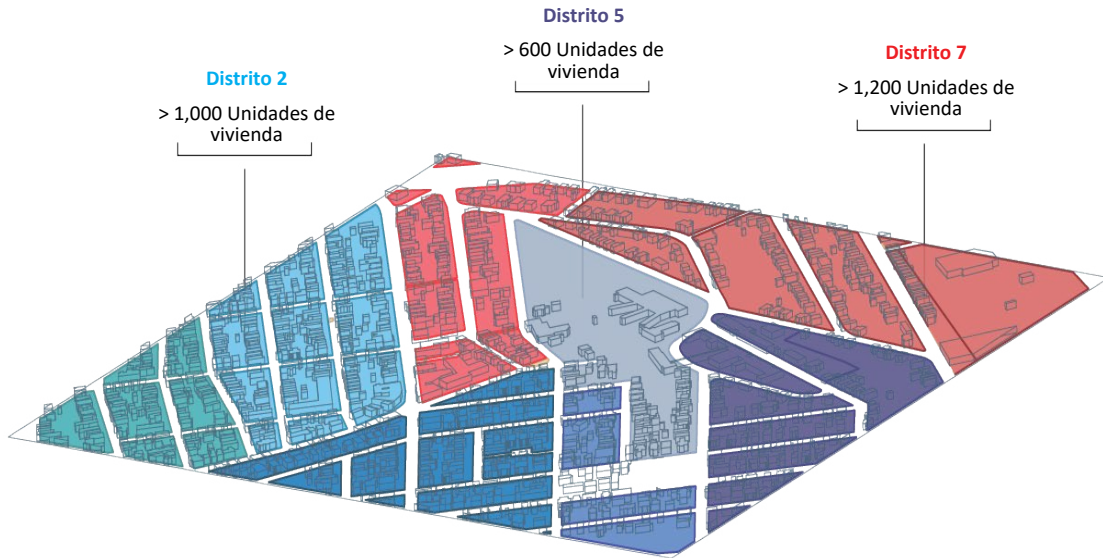 Distrito 5
> 600 Unidades de
vivienda
Distrito 7
> 1,200 Unidades de
vivienda
Distrito 2
> 1,000 Unidades de
vivienda